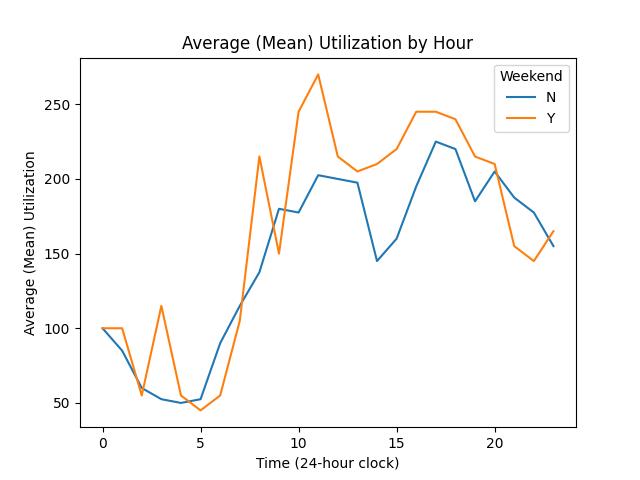 Average (Mean) Utilization by Hour
Weekend
N
Y
Average (Mean) Utilization
250
200
150
100
50
0
5
10
15
20
Time (24-hour clock)